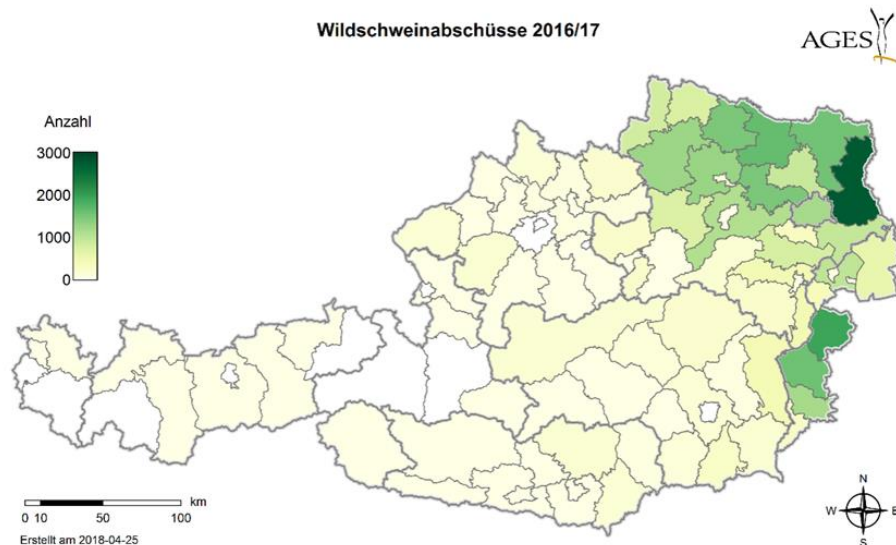 Wildschweinabschüsse 2016/17
AGES
Anzahl
3000
2000
1000
0
0 10 50 100
km
Erstellt am 2018-04-25
N
W E
S